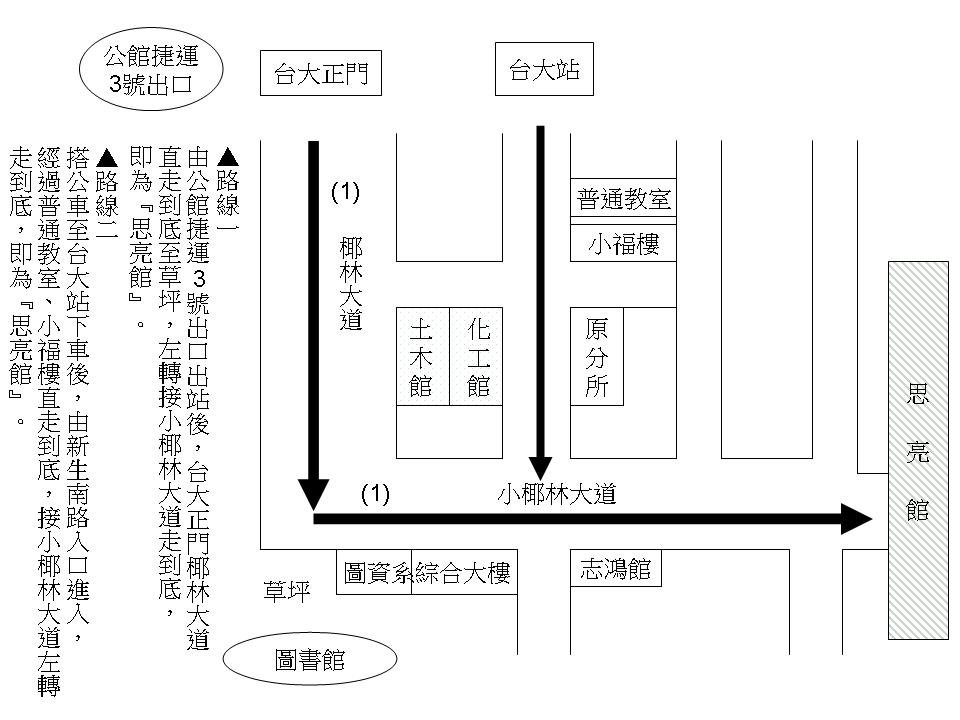 公館捷運
3號出口
台大正門
台大站
▲路線一
由公館捷運3號出口出站後，台大正門椰林大道
直走到底至草坪，左轉接小椰林大道走到底，
即為『思亮館』。
▲路線二
搭公車至台大站下車後，由新生南路入口進入，
經過普通教室、小福樓直走到底，接小椰林大道左轉
走到底，即為『思亮館』。
(1)
椰林大道
普通教室
小福樓
土木館
化工館
原分所
思亮館
(1)
小椰林大道
圖資系
綜合大樓
志鴻館
草坪
圖書館